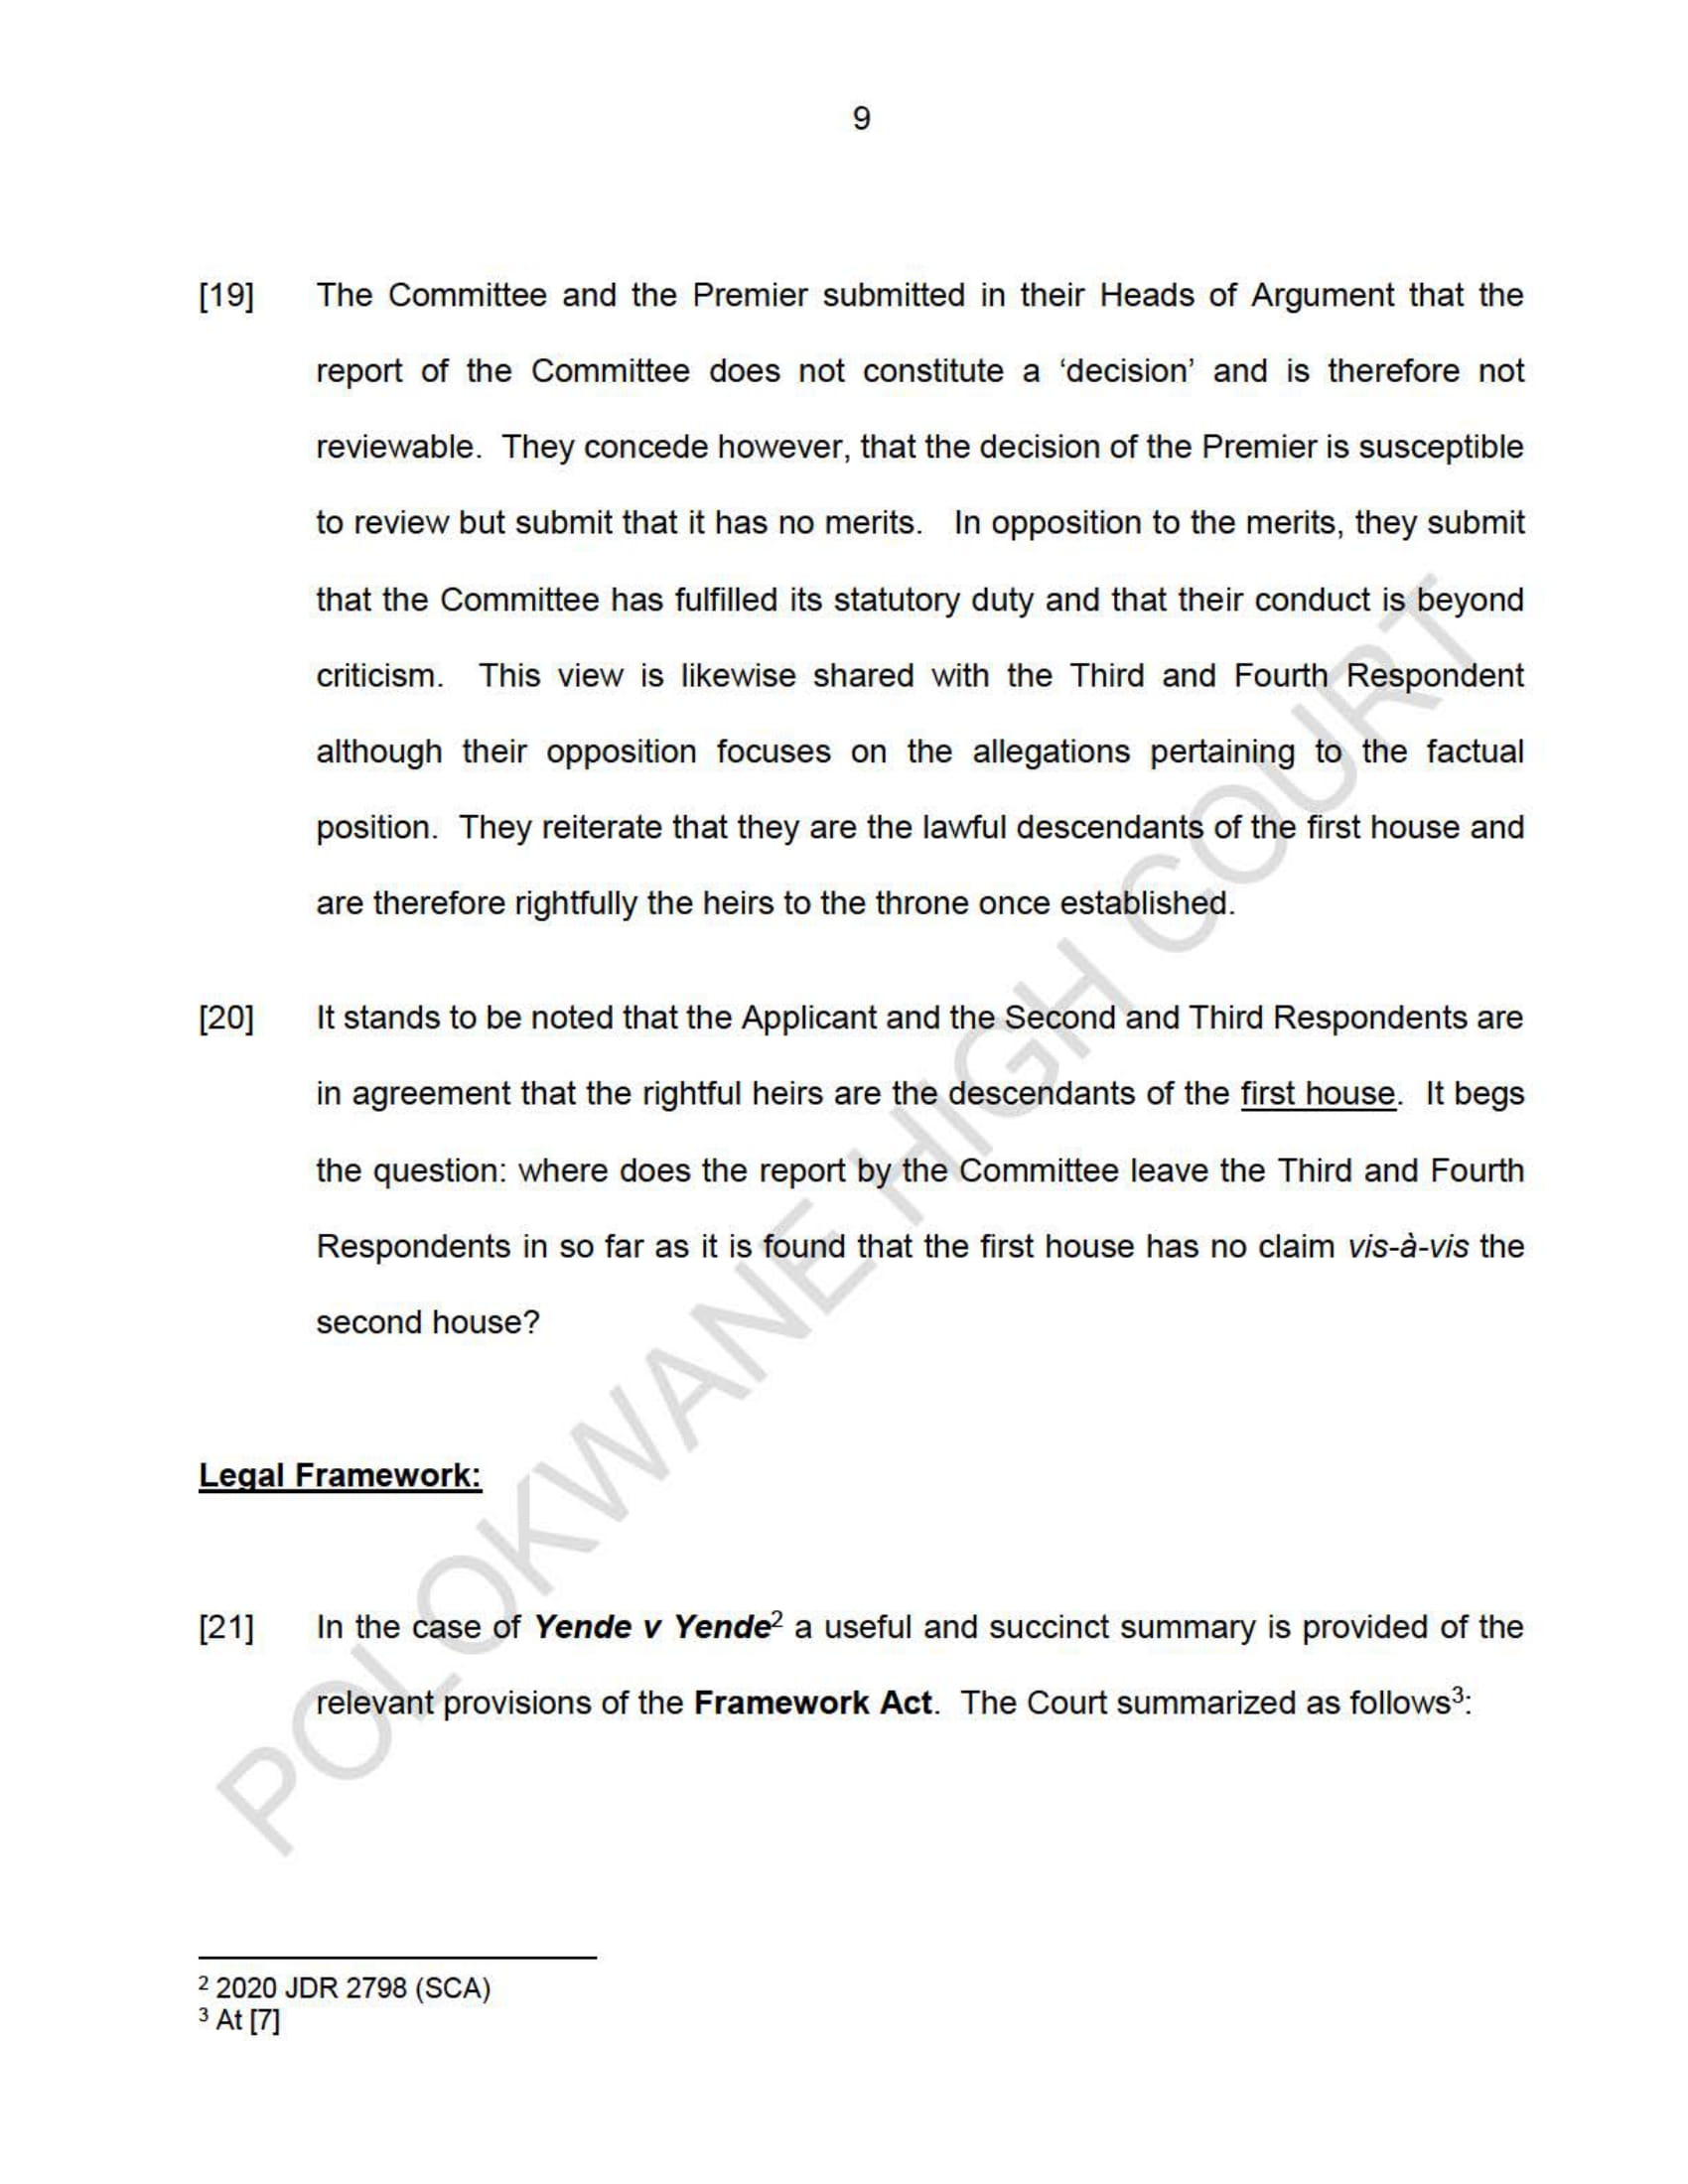 9
[19] The Committee and the Premier submitted in their Heads of Argument that the
report of the Committee does not constitute a ‘decision’ and is therefore not
reviewable. They concede however, that the decision of the Premier is susceptible
to review but submit that it has no merits. In opposition to the merits, they submit
that the Committee has fulfilled its statutory duty and that their conduct is beyond
criticism. This view is likewise shared with the Third and Fourth Respondent
although their opposition focuses on the allegations pertaining to the factual
position. They reiterate that they are the lawful descendants of the first house and
are therefore rightfully the heirs to the throne once established.
[20] It stands to be noted that the Applicant and the Second and Third Respondents are
in agreement that the rightful heirs are the descendants of the first house. It begs
the question: where does the report by the Committee leave the Third and Fourth
Respondents in so far as it is found that the first house has no claim vis-à-vis the
second house?
Legal Framework:
[21] In the case of Yende v Yende² a useful and succinct summary is provided of the
relevant provisions of the Framework Act. The Court summarized as follows³:
² 2020 JDR 2798 (SCA)
³ At [7]
POLOKWANE HIGH COURT